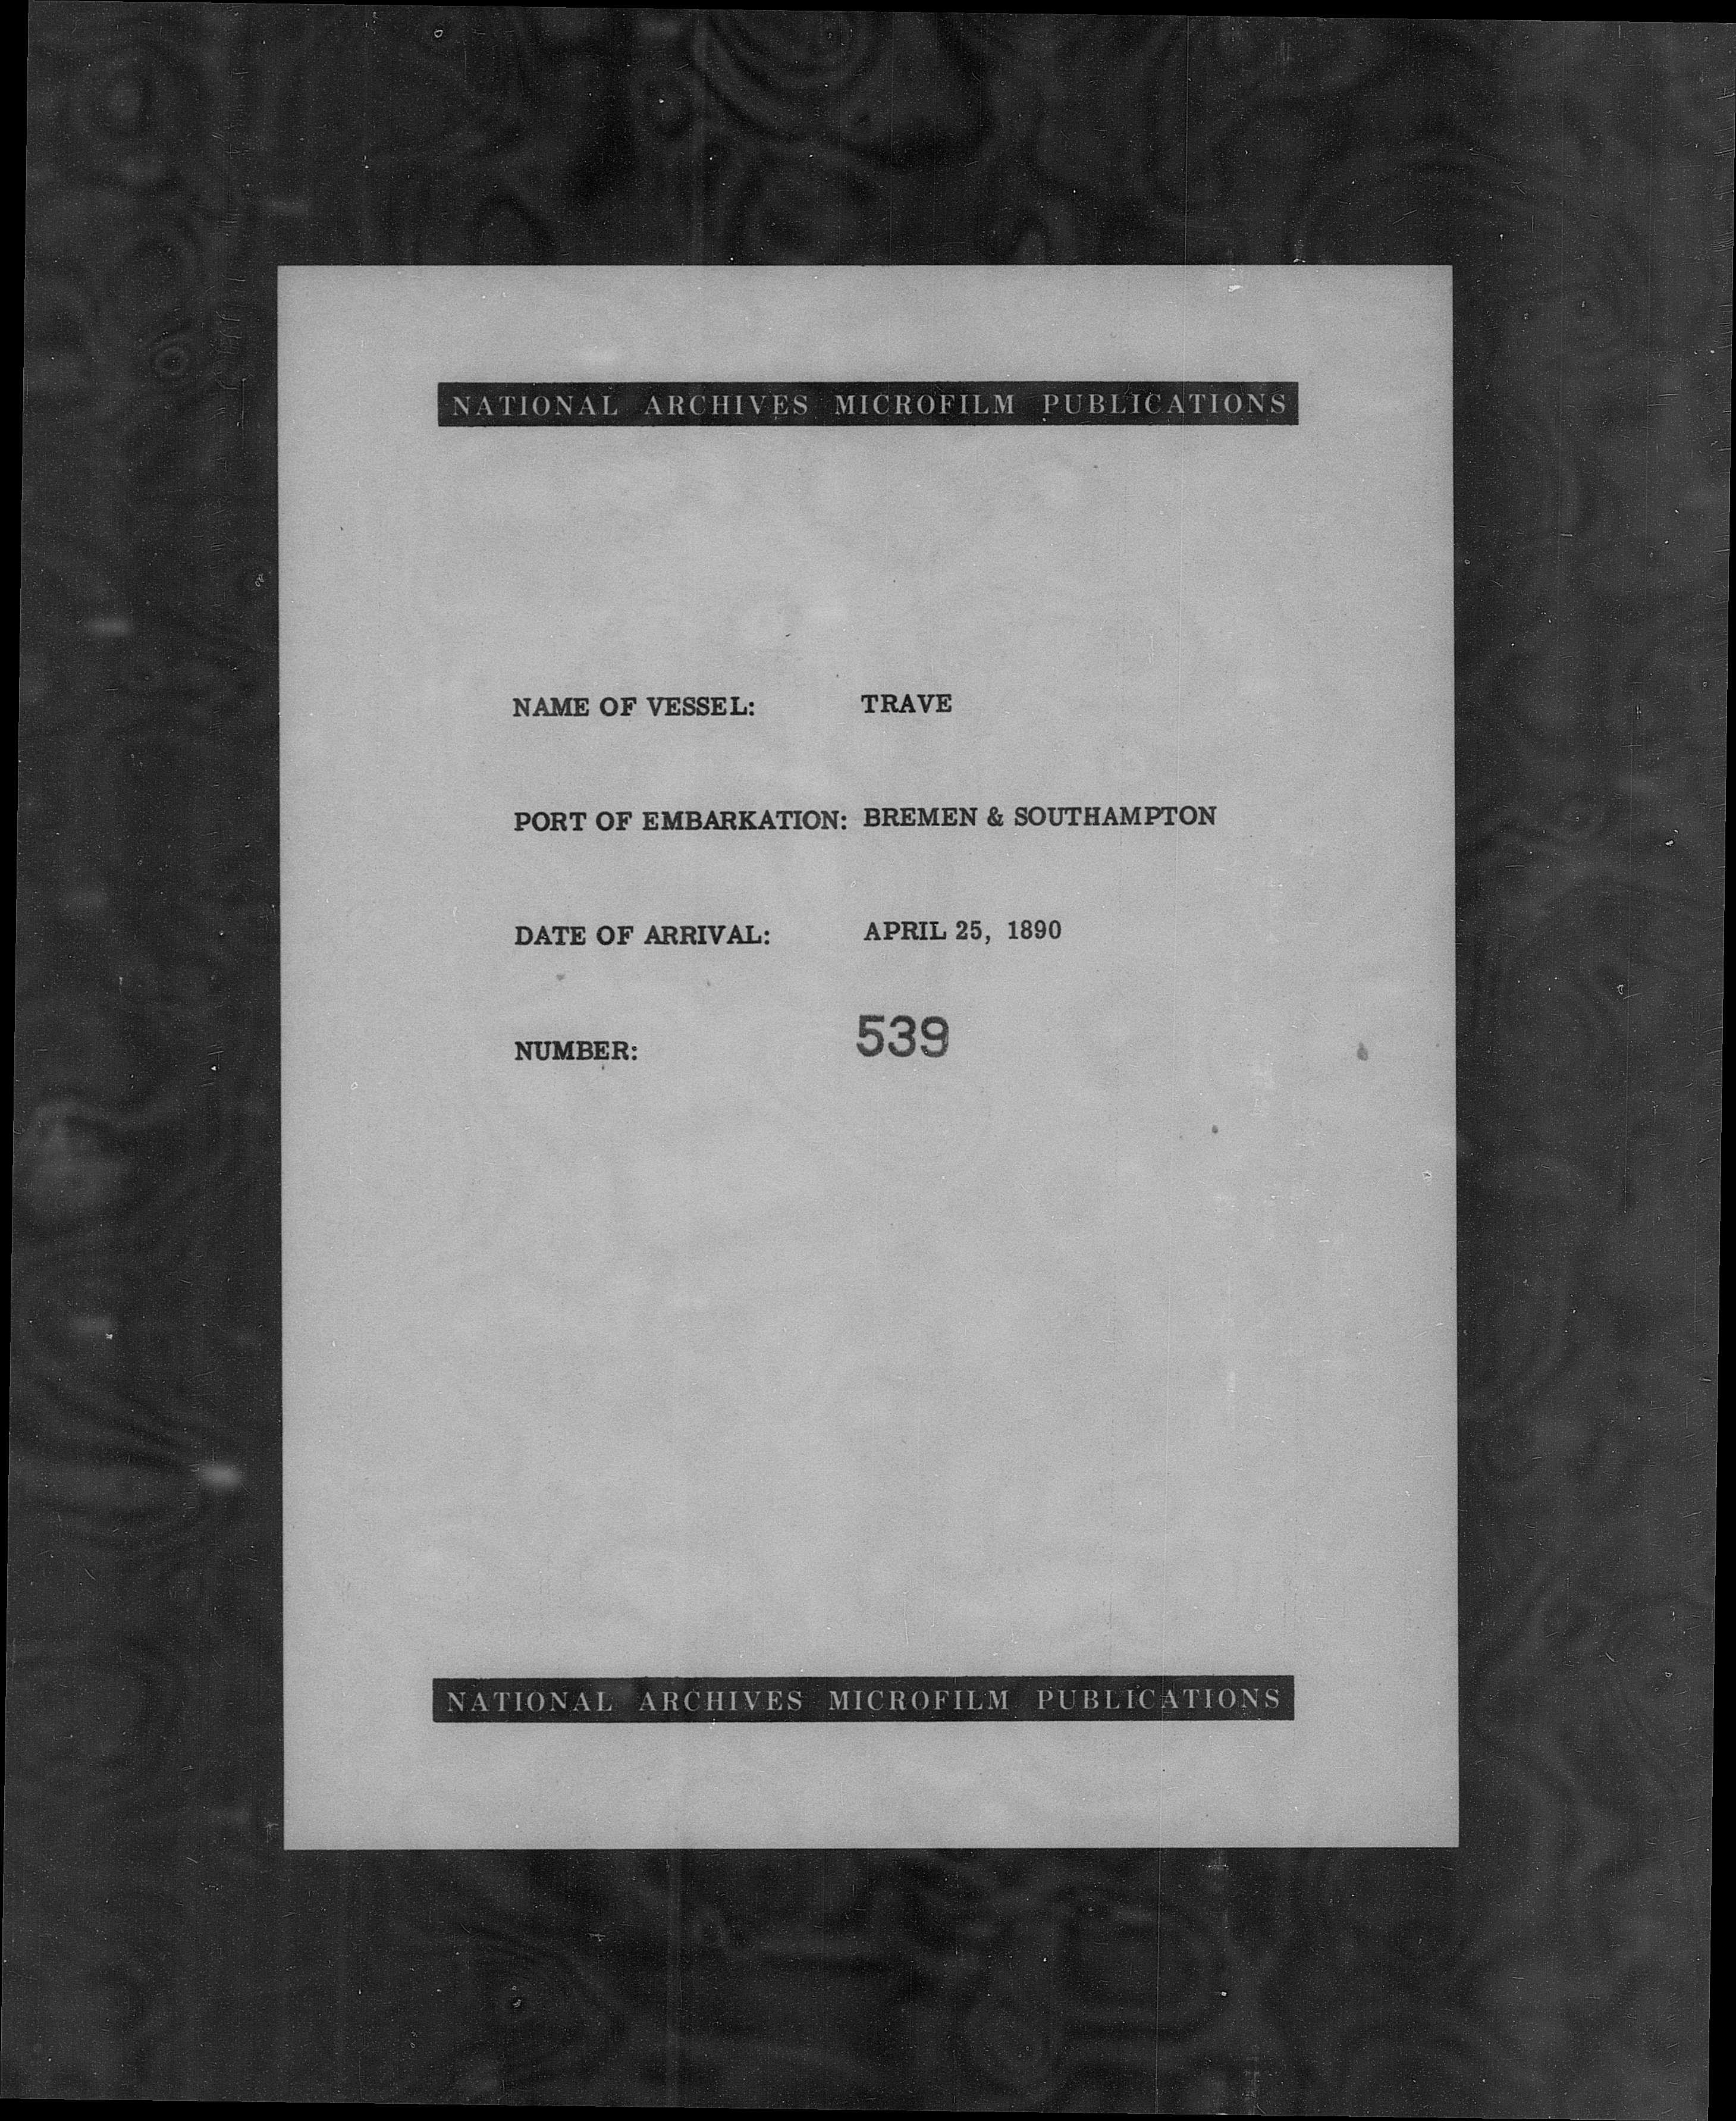 NATIONAL ARCHIVES MICROFILM PUBLICATIONS
NAME OF VESSEL: TRAVE
PORT OF EMBARKATION: BREMEN & SOUTHAMPTON
DATE OF ARRIVAL: APRIL 25, 1890
NUMBER: 539
NATIONAL ARCHIVES MICROFILM PUBLICATIONS